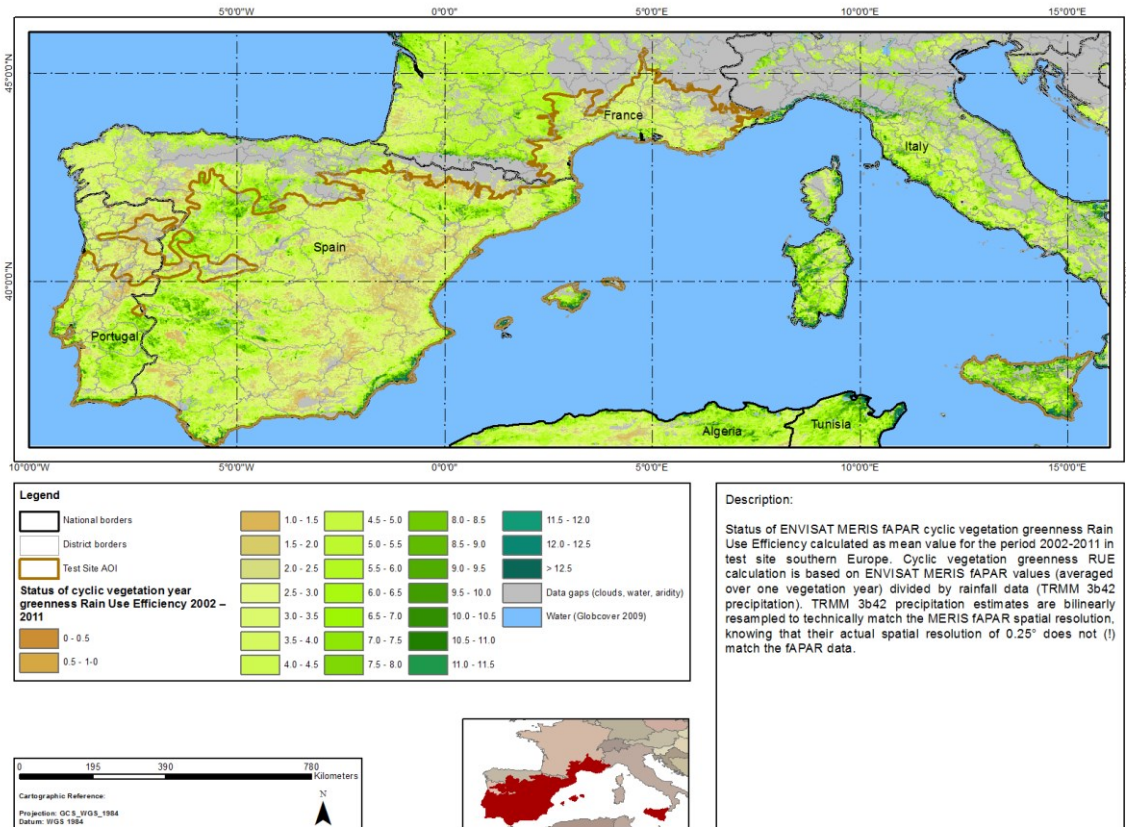 5°0'0"W 0°0'0" 5°0'0"E 10°0'0"E 15°0'0"E
45°0'0"N
France
Italy
Spain
40°0'0"N
Portugal
Algeria
Tunisia
10°0'0"W 5°0'0"W 0°0'0" 5°0'0"E 10°0'0"E 15°0'0"E
Legend
National borders
District borders
Test Site AOI
Status of cyclic vegetation year
greenness Rain Use Efficiency 2002 –
2011
0 - 0.5
0.5 - 1-0
1.0 - 1.5
1.5 - 2.0
2.0 - 2.5
2.5 - 3.0
3.0 - 3.5
3.5 - 4.0
4.0 - 4.5
4.5 - 5.0
5.0 - 5.5
5.5 - 6.0
6.0 - 6.5
6.5 - 7.0
7.0 - 7.5
7.5 - 8.0
8.0 - 8.5
8.5 - 9.0
9.0 - 9.5
9.5 - 10.0
10.0 - 10.5
10.5 - 11.0
11.0 - 11.5
11.5 - 12.0
12.0 - 12.5
> 12.5
Data gaps (clouds, water, aridity)
Water (Globcover 2009)
Description:
Status of ENVISAT MERIS fAPAR cyclic vegetation greenness Rain
Use Efficiency calculated as mean value for the period 2002-2011 in
test site southern Europe. Cyclic vegetation greenness RUE
calculation is based on ENVISAT MERIS fAPAR values (averaged
over one vegetation year) divided by rainfall data (TRMM 3b42
precipitation). TRMM 3b42 precipitation estimates are bilinearly
resampled to technically match the MERIS fAPAR spatial resolution,
knowing that their actual spatial resolution of 0.25° does not (!)
match the fAPAR data.
0 195 390 780
Kilometers
Cartographic Reference:
N
Projection: GCS_WGS_1984
Datum: WGS 1984